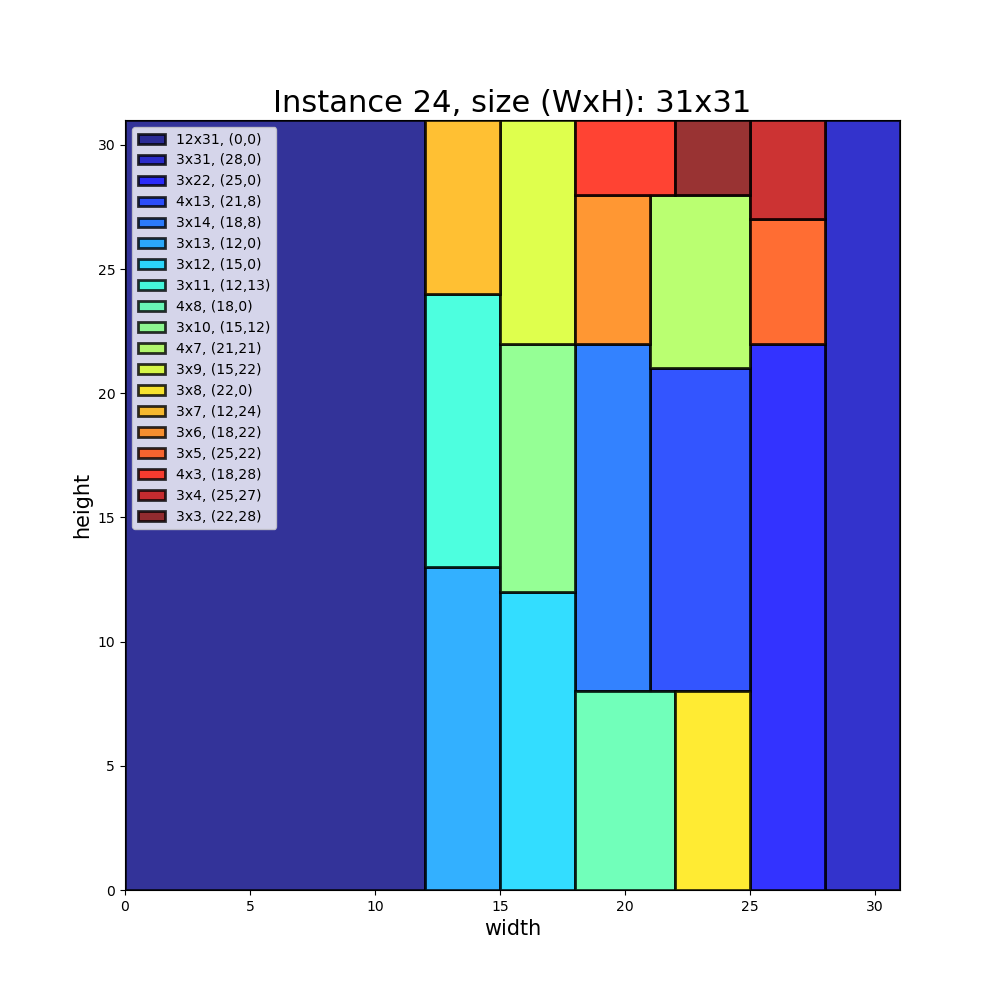 Instance 24, size (WxH): 31x31
12x31, (0,0)
3x31, (28,0)
3x22, (25,0)
4x13, (21,8)
3x14, (18,8)
3x13, (12,0)
3x12, (15,0)
3x11, (12,13)
4x8, (18,0)
3x10, (15,12)
4x7, (21,21)
3x9, (15,22)
3x8, (22,0)
3x7, (12,24)
3x6, (18,22)
3x5, (25,22)
4x3, (18,28)
3x4, (25,27)
3x3, (22,28)
height
30
25
20
15
10
5
0
0 5 10 15 20 25 30
width